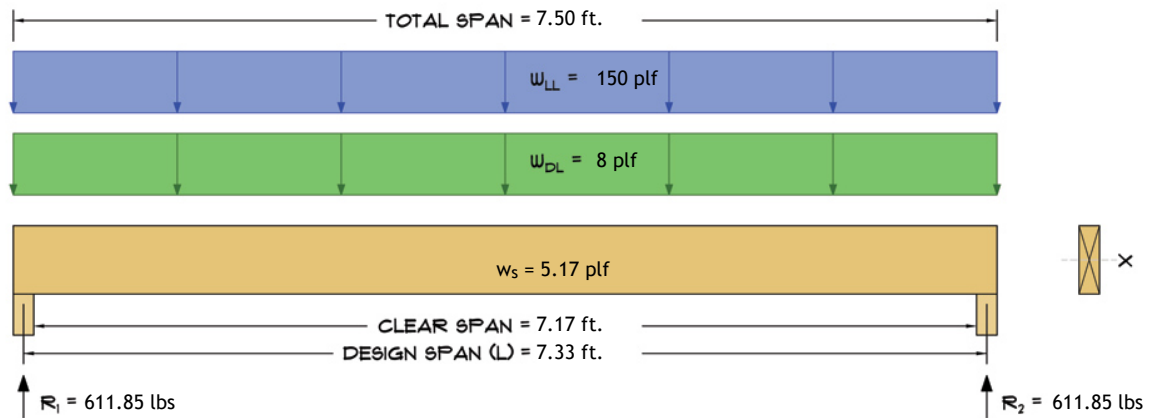 TOTAL SPAN = 7.50 ft.
WLL = 150 plf
WDL = 8 plf
ws = 5.17 plf
X
CLEAR SPAN = 7.17 ft.
DESIGN SPAN (L) = 7.33 ft.
R1 = 611.85 lbs
R2 = 611.85 lbs